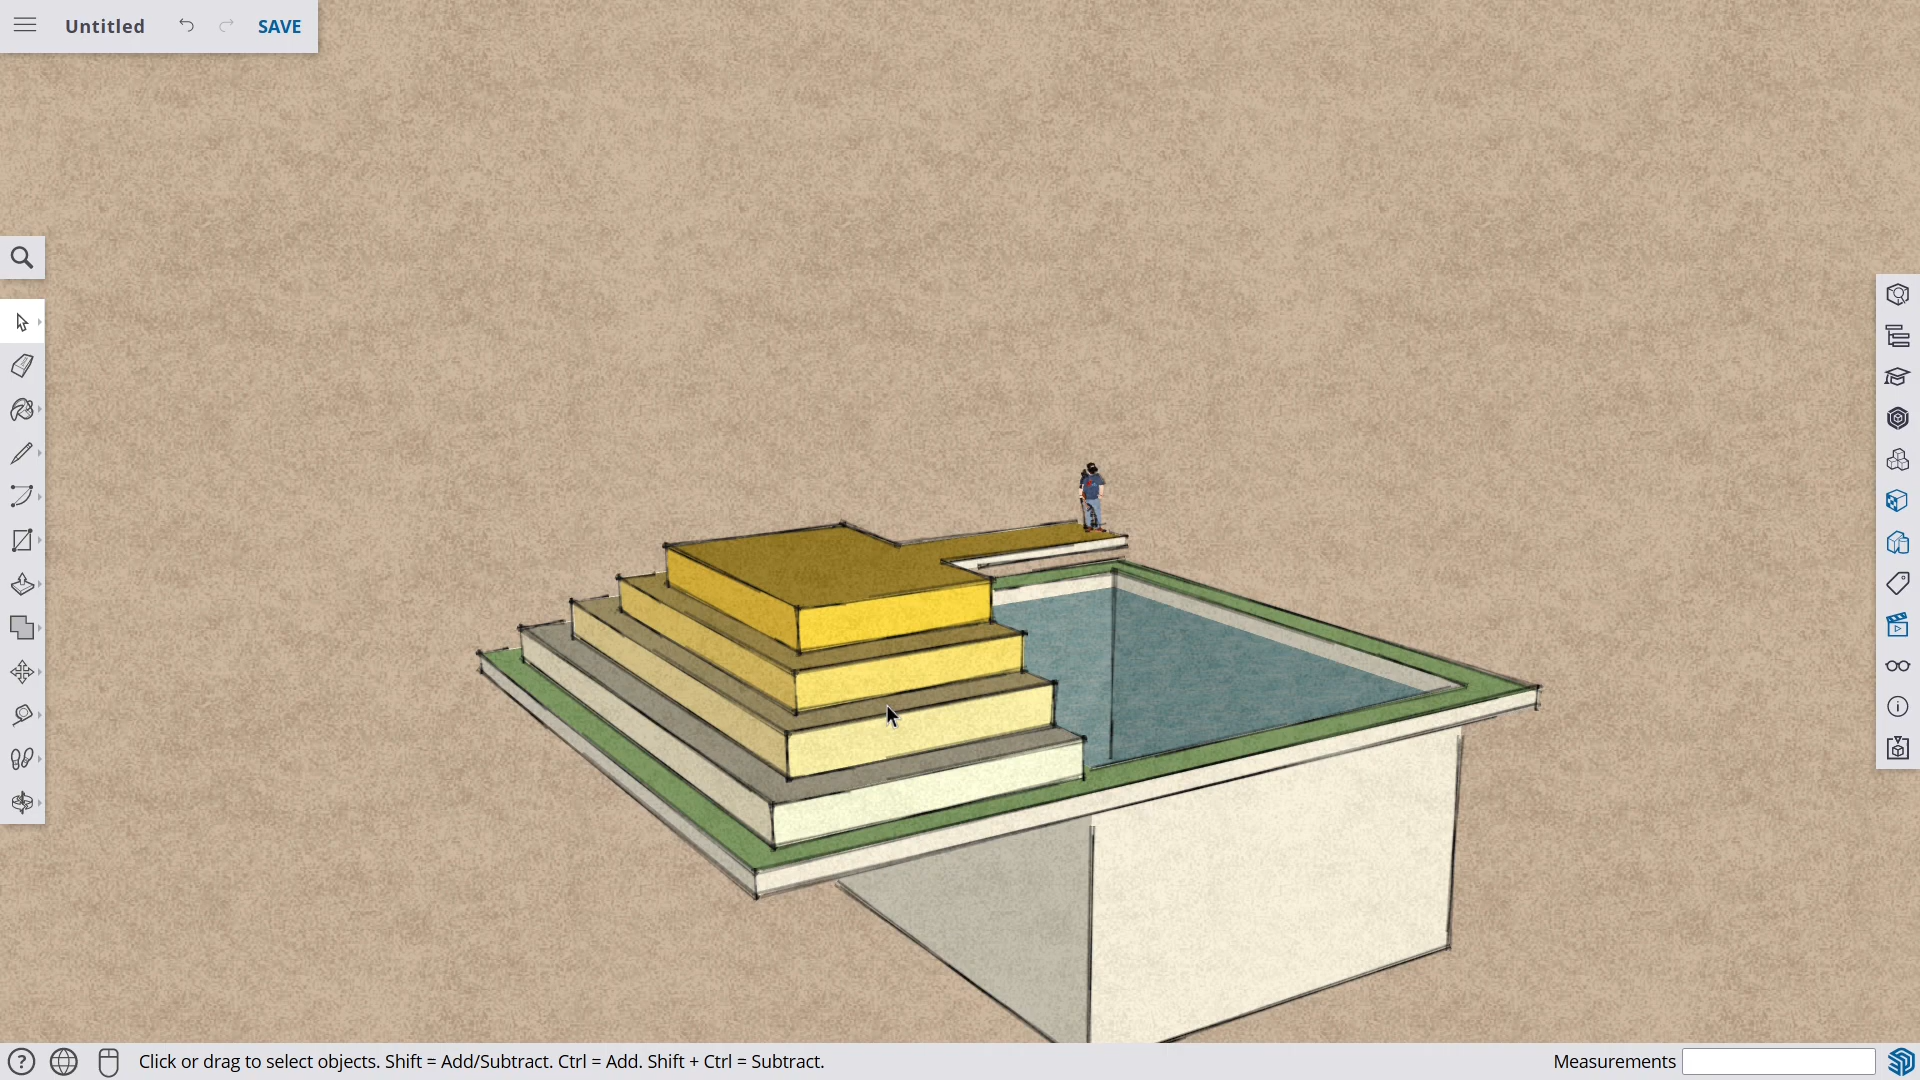 Untitled
SAVE
Click or drag to select objects. Shift = Add/Subtract. Ctrl = Add. Shift + Ctrl = Subtract.
Measurements